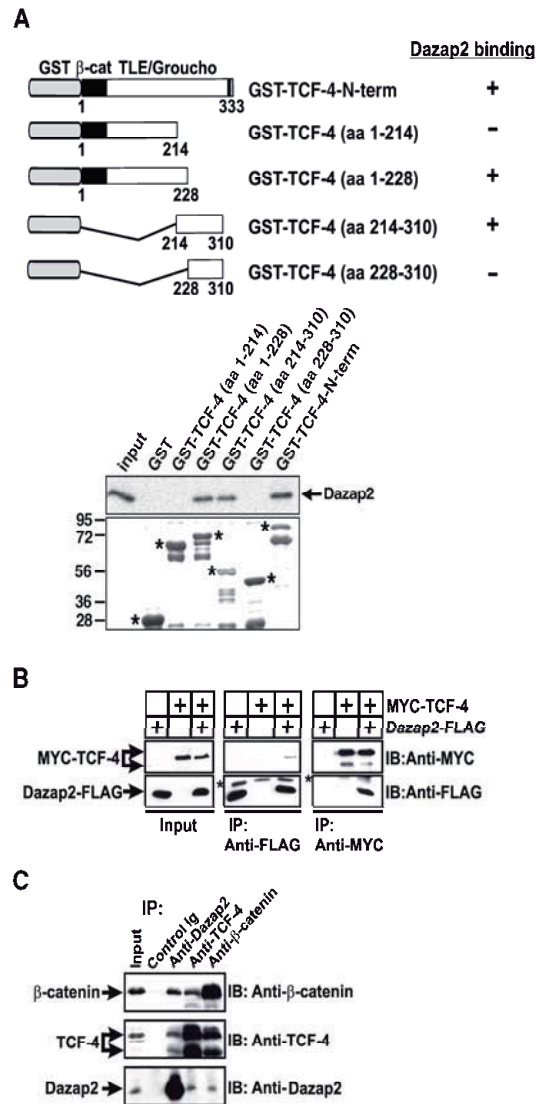 A
Dazap2 binding
GST β-cat TLE/Groucho
GST-TCF-4-N-term +
1 333
GST-TCF-4 (aa 1-214) -
1 214
GST-TCF-4 (aa 1-228) +
1 228
GST-TCF-4 (aa 214-310) +
214 310
GST-TCF-4 (aa 228-310) -
228 310
input
GST
GST-TCF-4 (aa 1-214)
GST-TCF-4 (aa 1-228)
GST-TCF-4 (aa 214-310)
GST-TCF-4 (aa 228-310)
GST-TCF-4-N-term
Dazap2
95
72
56
36
28
* * * * * *
B
+ + + + + + MYC-TCF-4
+ + + + + + Dazap2-FLAG
MYC-TCF-4 IB:Anti-MYC
Dazap2-FLAG * * IB:Anti-FLAG
Input IP: IP:
Anti-FLAG Anti-MYC
C
IP:
Input
Control Ig
Anti-Dazap2
Anti-TCF-4
Anti-β-catenin
β-catenin IB: Anti-β-catenin
TCF-4 IB: Anti-TCF-4
Dazap2 IB: Anti-Dazap2